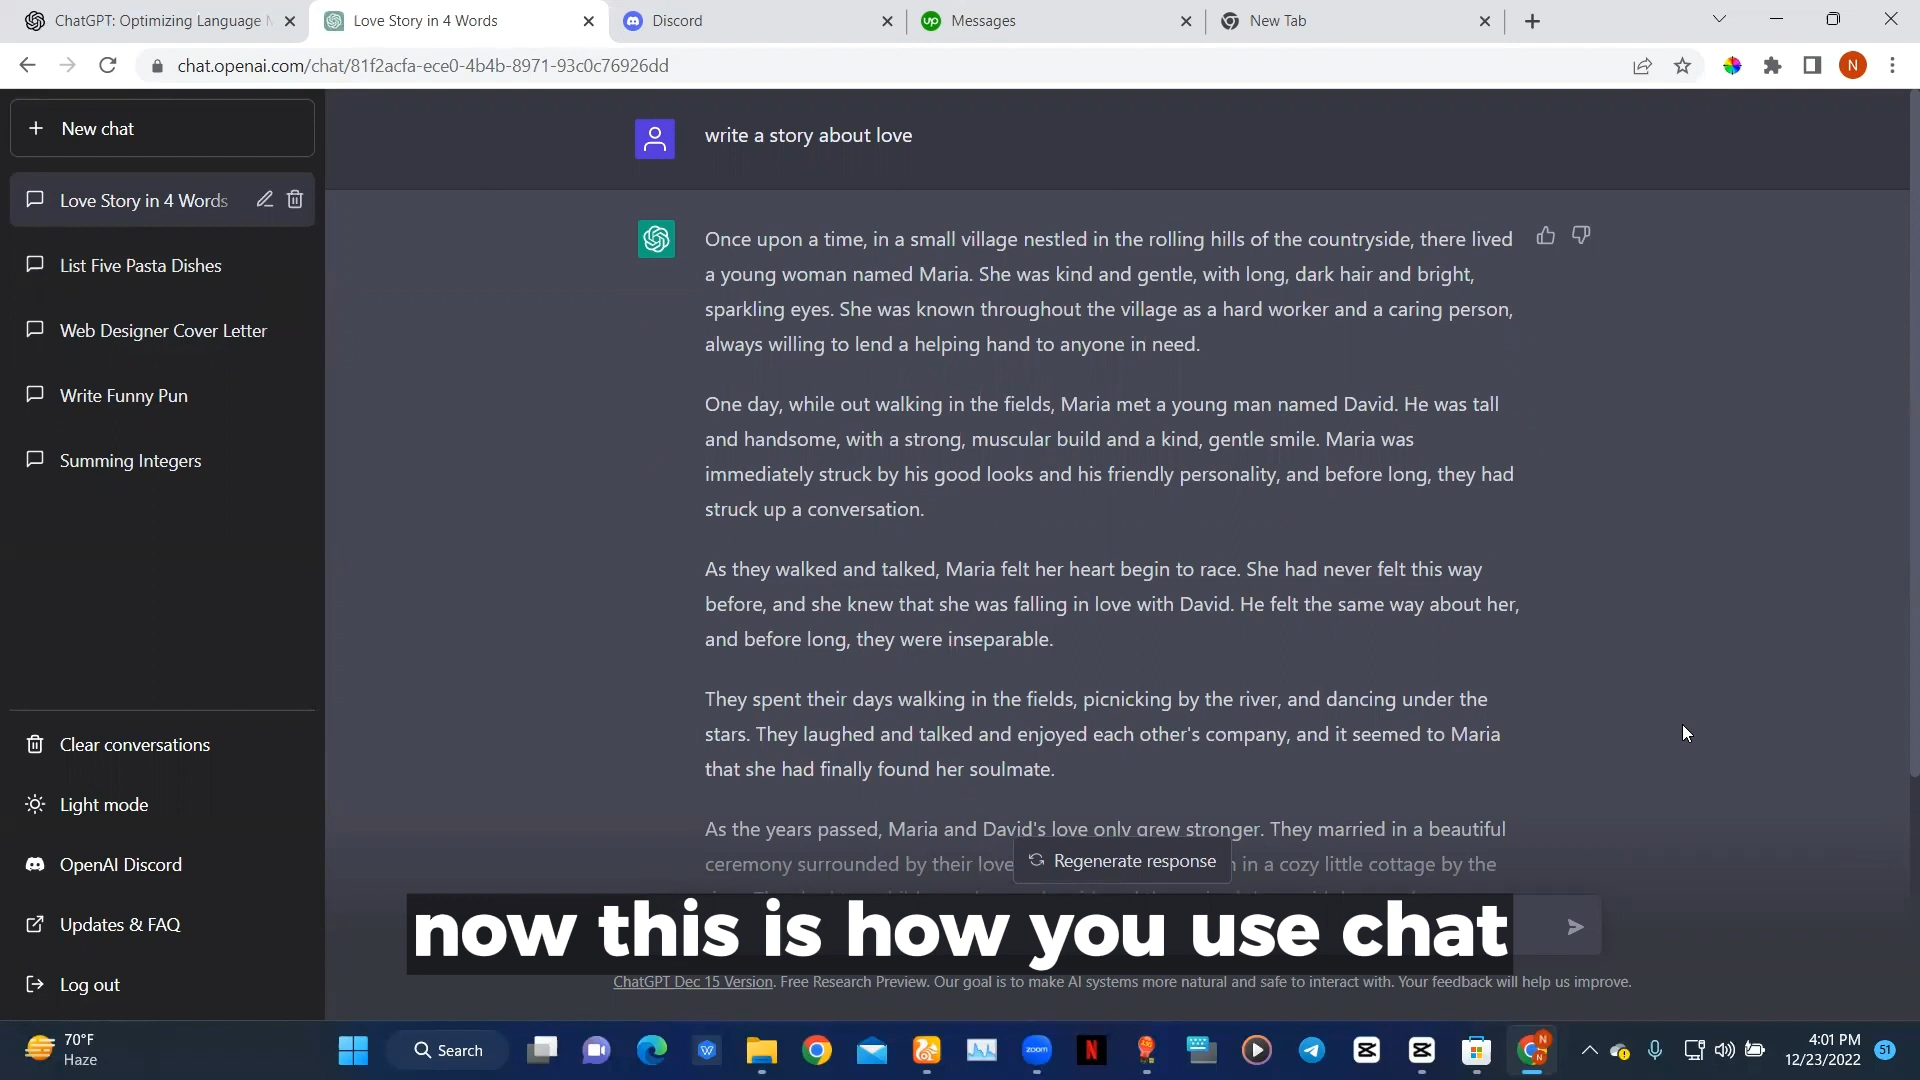 ChatGPT: Optimizing Language
Love Story in 4 Words
Discord
up
Messages
New Tab
chat.openai.com/chat/81f2acfa-ece0-4b4b-8971-93c0c76926dd
N
New chat
Love Story in 4 Words
List Five Pasta Dishes
Web Designer Cover Letter
Write Funny Pun
Summing Integers
Clear conversations
Light mode
OpenAI Discord
Updates & FAQ
Log out
write a story about love
Once upon a time, in a small village nestled in the rolling hills of the countryside, there lived
a young woman named Maria. She was kind and gentle, with long, dark hair and bright,
sparkling eyes. She was known throughout the village as a hard worker and a caring person,
always willing to lend a helping hand to anyone in need.
One day, while out walking in the fields, Maria met a young man named David. He was tall
and handsome, with a strong, muscular build and a kind, gentle smile. Maria was
immediately struck by his good looks and his friendly personality, and before long, they had
struck up a conversation.
As they walked and talked, Maria felt her heart begin to race. She had never felt this way
before, and she knew that she was falling in love with David. He felt the same way about her,
and before long, they were inseparable.
They spent their days walking in the fields, picnicking by the river, and dancing under the
stars. They laughed and talked and enjoyed each other's company, and it seemed to Maria
that she had finally found her soulmate.
As the years passed, Maria and David's love only grew stronger. They married in a beautiful
ceremony surrounded by their love
Regenerate response
in a cozy little cottage by the
now this is how you use chat
ChatGPT Dec 15 Version. Free Research Preview. Our goal is to make AI systems more natural and safe to interact with. Your feedback will help us improve.
70°F
Haze
Search
zoom
N
4:01 PM
12/23/2022
51